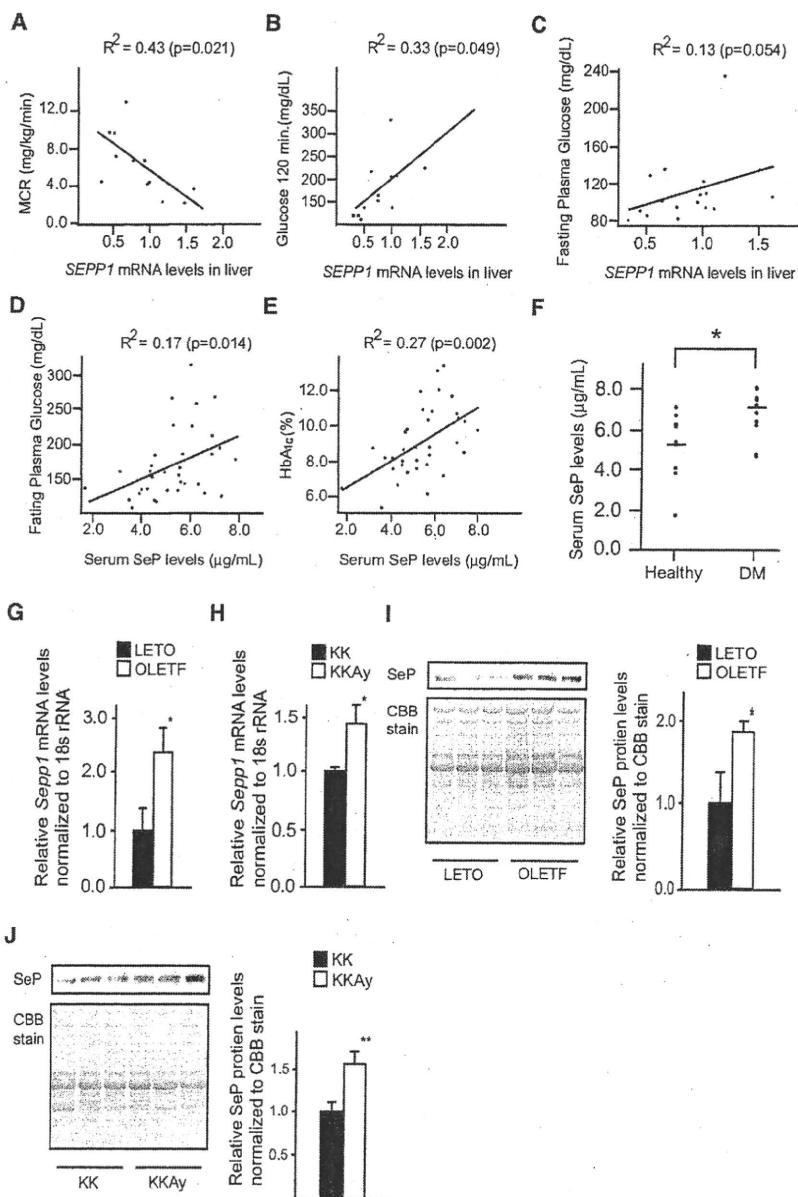 A
R² = 0.43 (p=0.021)
MCR (mg/kg/min)
12.0
8.0
4.0
0.0
0.5 1.0 1.5 2.0
SEPP1 mRNA levels in liver
B
R² = 0.33 (p=0.049)
Glucose 120 min.(mg/dL)
350
300
250
200
150
100
0.5 1.0 1.5 2.0
SEPP1 mRNA levels in liver
C
R² = 0.13 (p=0.054)
Fasting Plasma Glucose (mg/dL)
240
200
160
120
80
0.5 1.0 1.5
SEPP1 mRNA levels in liver
D
R² = 0.17 (p=0.014)
Fating Plasma Glucose (mg/dL)
300
250
200
150
2.0 4.0 6.0 8.0
Serum SeP levels (µg/mL)
E
R² = 0.27 (p=0.002)
HbA1c(%)
12.0
10.0
8.0
6.0
2.0 4.0 6.0 8.0
Serum SeP levels (µg/mL)
F
*
Serum SeP levels (µg/mL)
8.0
6.0
4.0
2.0
0.0
Healthy DM
G
LETO
OLETF
Relative Sepp1 mRNA levels
normalized to 18s rRNA
3.0
2.0
1.0
0.0
*
H
KK
KKAy
Relative Sepp1 mRNA levels
normalized to 18s rRNA
1.5
1.0
0.5
0.0
*
I
SeP
CBB
stain
LETO OLETF
LETO
OLETF
Relative SeP protien levels
normalized to CBB stain
2.0
1.0
0.0
*
J
SeP
CBB
stain
KK KKAy
KK
KKAy
Relative SeP protien levels
normalized to CBB stain
1.5
1.0
0.5
**